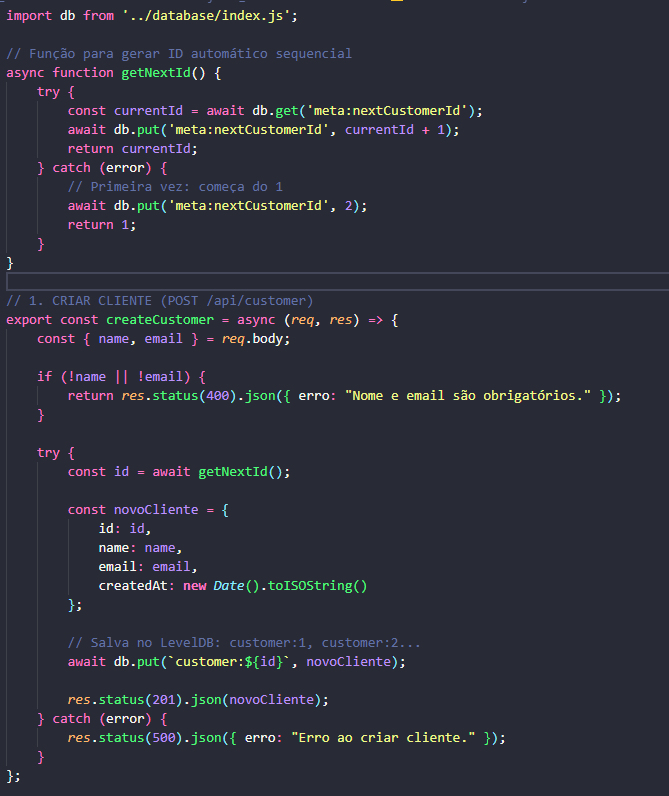 import db from '../database/index.js';
// Função para gerar ID automático sequencial
async function getNextId() {
try {
const currentId = await db.get('meta:nextCustomerId');
await db.put('meta:nextCustomerId', currentId + 1);
return currentId;
} catch (error) {
// Primeira vez: começa do 1
await db.put('meta:nextCustomerId', 2);
return 1;
}
}
// 1. CRIAR CLIENTE (POST /api/customer)
export const createCustomer = async (req, res) => {
const { name, email } = req.body;
if (!name || !email) {
return res.status(400).json({ erro: "Nome e email são obrigatórios." });
}
try {
const id = await getNextId();
const novoCliente = {
id: id,
name: name,
email: email,
createdAt: new Date().toISOString()
};
// Salva no LevelDB: customer:1, customer:2...
await db.put(`customer:${id}`, novoCliente);
res.status(201).json(novoCliente);
} catch (error) {
res.status(500).json({ erro: "Erro ao criar cliente." });
}
};